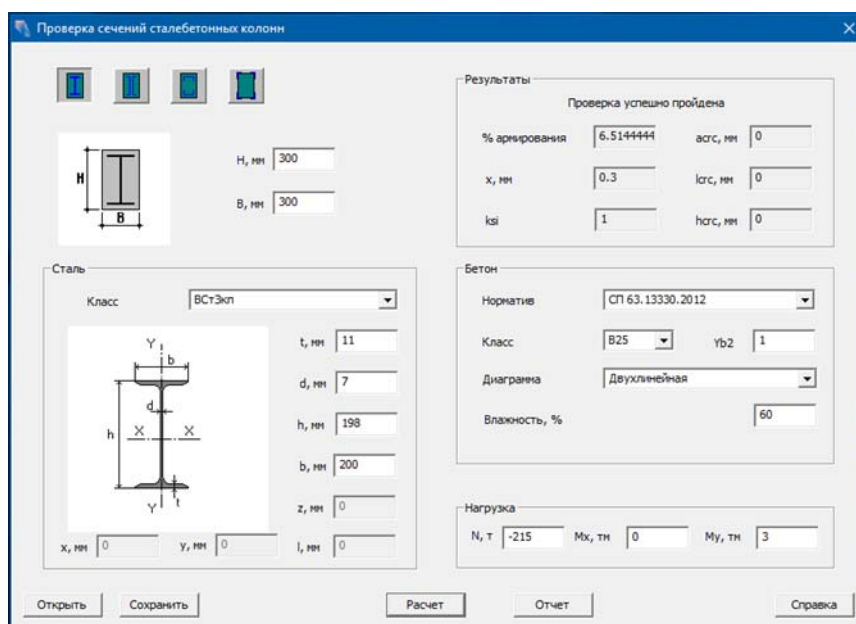 Проверка сечений сталебетонных колонн
H, мм 300
B, мм 300
H
B
Результаты
Проверка успешно пройдена
% армирования 6.5144444 acrc, мм 0
x, мм 0.3 lcrc, мм 0
ksi 1 hcrc, мм 0
Сталь
Класс ВСт3кп
t, мм 11
d, мм 7
h, мм 198
b, мм 200
z, мм 0
x, мм 0 y, мм 0 l, мм 0
Y
b
d
h
X X
Y
t
Бетон
Норматив СП 63.13330.2012
Класс B25 Yb2 1
Диаграмма Двухлинейная
Влажность, % 60
Нагрузка
N, т -215 Mx, тм 0 My, тм 3
Открыть Сохранить Расчет Отчет Справка